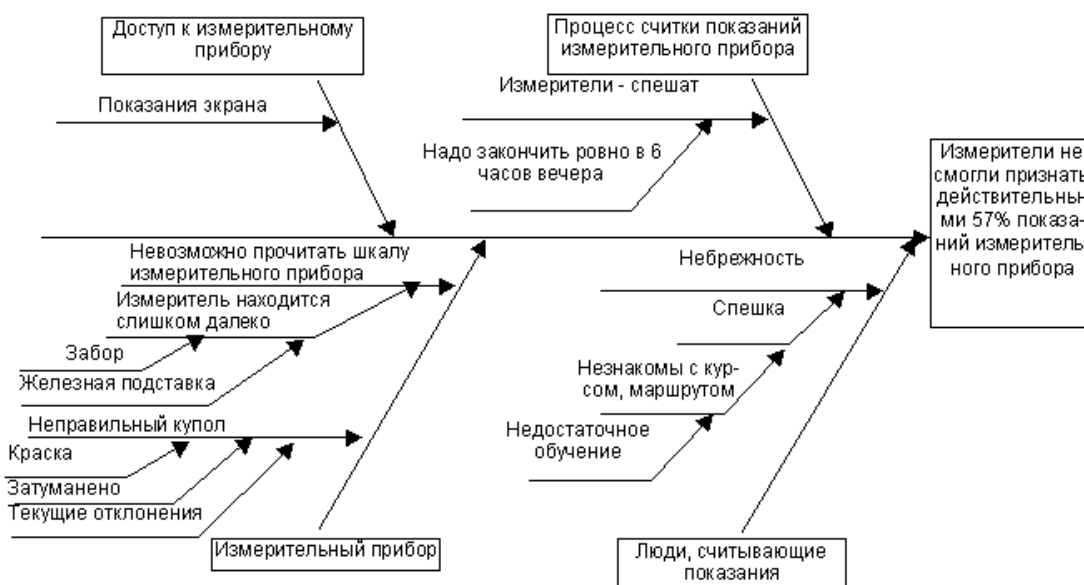 Доступ к измерительному
прибору
Процесс считки показаний
измерительного прибора
Показания экрана
Измерители - спешат
Надо закончить ровно в 6
часов вечера
Измерители не
смогли признать
действительны
ми 57% показа-
ний измеритель
ного прибора
Невозможно прочитать шкалу
измерительного прибора
Измеритель находится
слишком далеко
Забор
Железная подставка
Неправильный купол
Краска
Затуманено
Текущие отклонения
Измерительный прибор
Небрежность
Спешка
Незнакомы с кур-
сом, маршрутом
Недостаточное
обучение
Люди, считывающие
показания